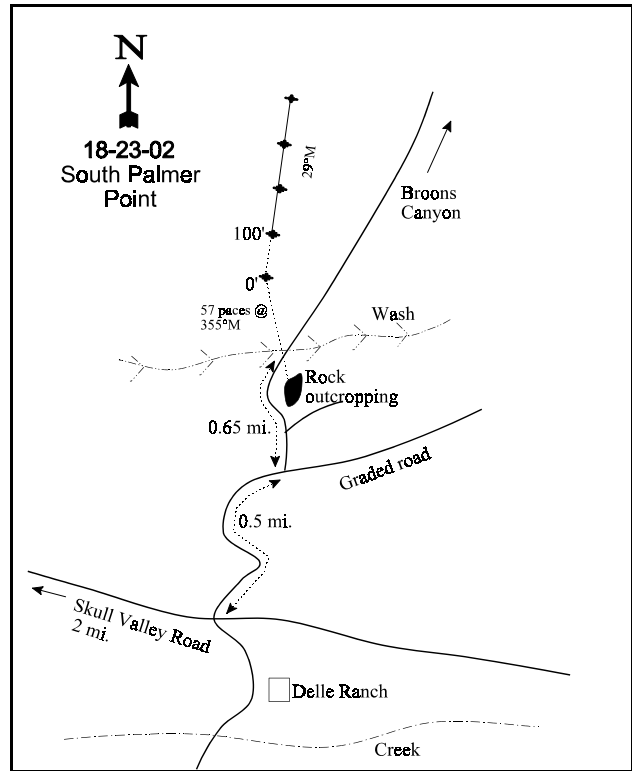 N
18-23-02
South Palmer
Point
29°M
Broons
Canyon
100'
0'
57 paces @
355°M
Wash
Rock
outcropping
0.65 mi.
Graded road
0.5 mi.
Skull Valley Road
2 mi.
Delle Ranch
Creek